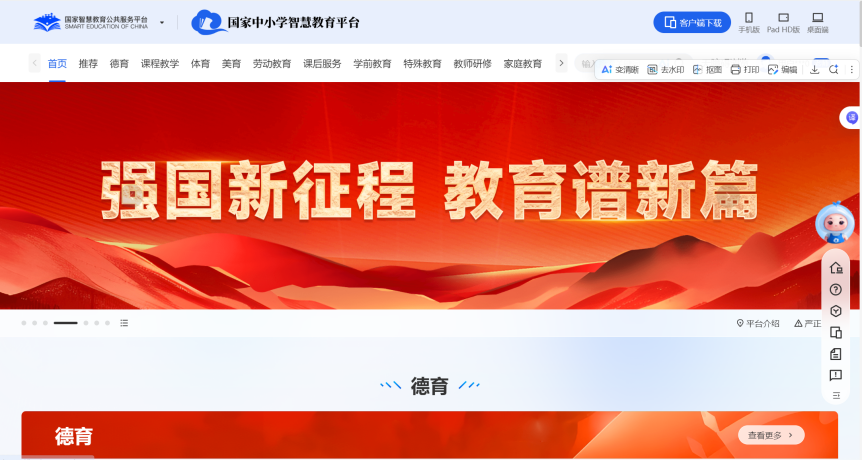 国家智慧教育公共服务平台
SMART EDUCATION OF CHINA
国家中小学智慧教育平台
客户端下载
手机版 Pad HD版 桌面端
首页 推荐 德育 课程教学 体育 美育 劳动教育 课后服务 学前教育 特殊教育 教师研修 家庭教育
变清晰 去水印 抠图 打印 编辑
译
强国新征程 教育谱新篇
平台介绍 严正
德育
德育
查看更多